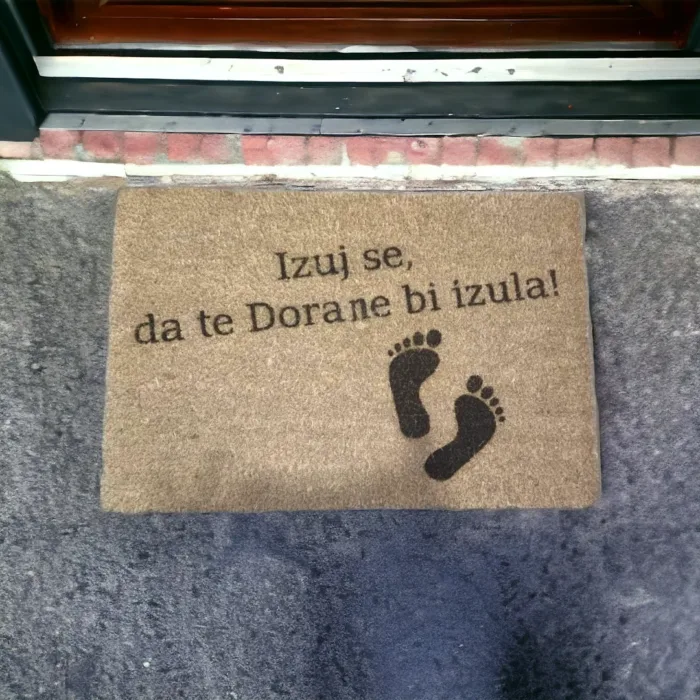 Izuj se,
da te Dorane bi izula!